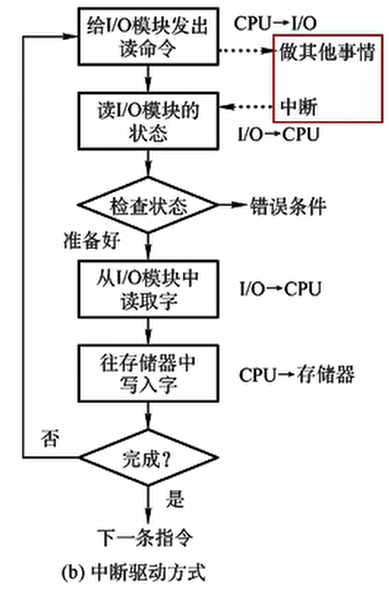 给I/O模块发出
读命令
CPU→I/O
做其他事情
读I/O模块的
状态
中断
I/O→CPU
检查状态
错误条件
准备好
从I/O模块中
读取字
I/O→CPU
往存储器中
写入字
CPU→存储器
否
完成?
是
下一条指令
(b) 中断驱动方式